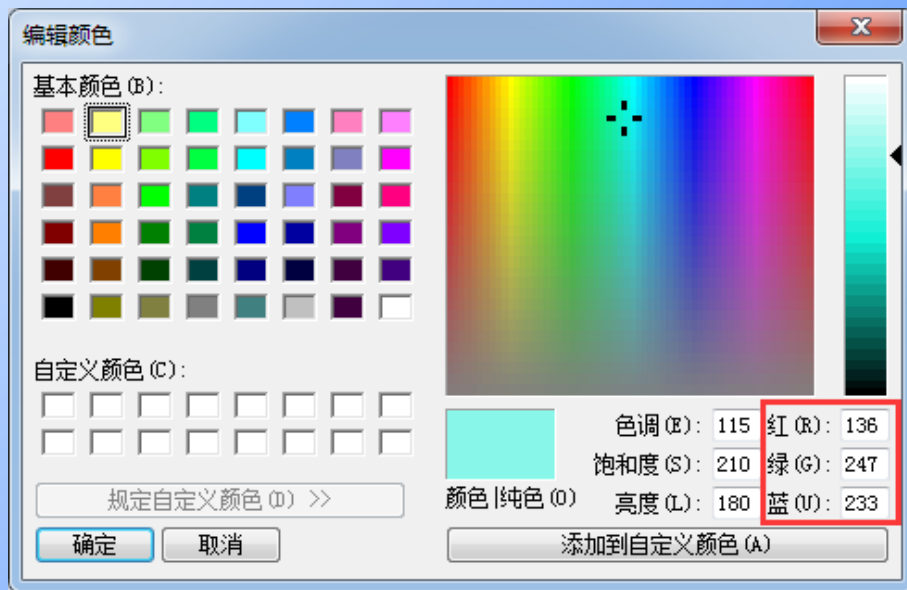 编辑颜色
基本颜色(B):
自定义颜色(C):
规定自定义颜色(D) >>
确定 取消
颜色|纯色(O)
色调(E): 115 红(R): 136
饱和度(S): 210 绿(G): 247
亮度(L): 180 蓝(U): 233
添加到自定义颜色(A)